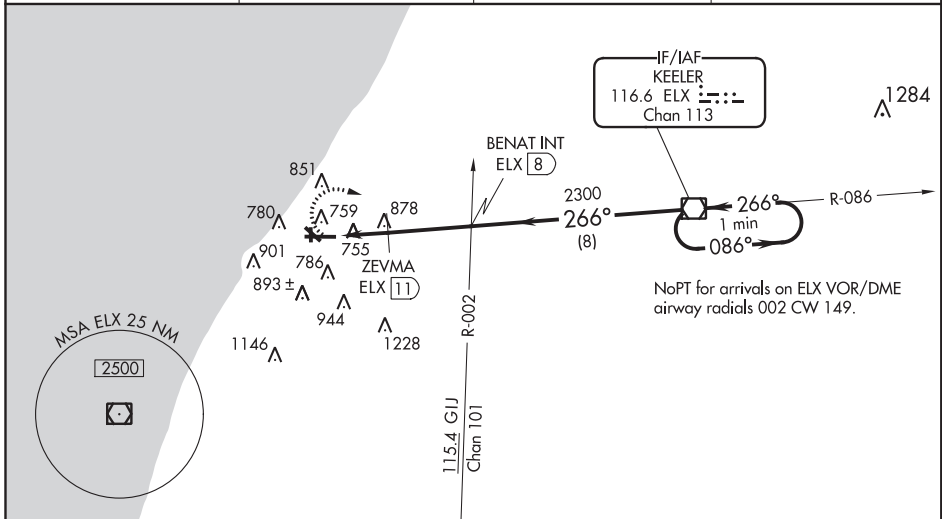 IF/IAF
KEELER
116.6 ELX
Chan 113
1284
BENAT INT
ELX 8
851
2300
266°
(8)
266°
R-086
1 min
086°
780
759
878
755
901
ZEVMA
ELX 11
786
893 ±
944
NoPT for arrivals on ELX VOR/DME
airway radials 002 CW 149.
R-002
1228
1146
MSA ELX 25 NM
2500
115.4 GIJ
Chan 101